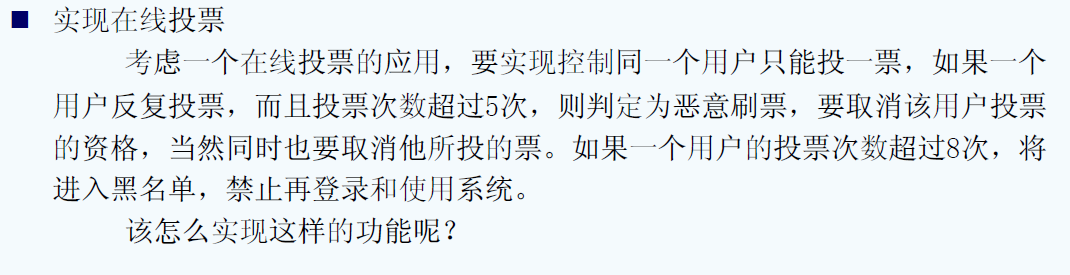 实现在线投票
考虑一个在线投票的应用，要实现控制同一个用户只能投一票，如果一个
用户反复投票，而且投票次数超过5次，则判定为恶意刷票，要取消该用户投票
的资格，当然同时也要取消他所投的票。如果一个用户的投票次数超过8次，将
进入黑名单，禁止再登录和使用系统。
该怎么实现这样的功能呢？